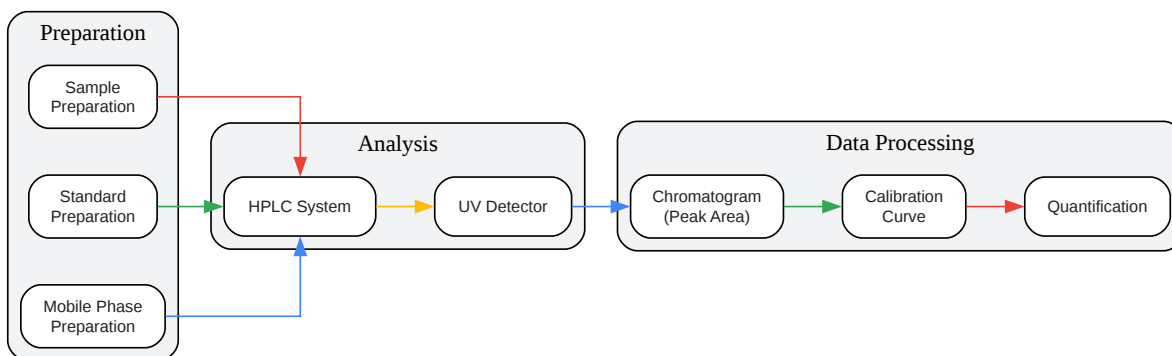 Preparation
Sample
Preparation
Standard
Preparation
Mobile Phase
Preparation
Analysis
HPLC System
UV Detector
Data Processing
Chromatogram
(Peak Area)
Calibration
Curve
Quantification